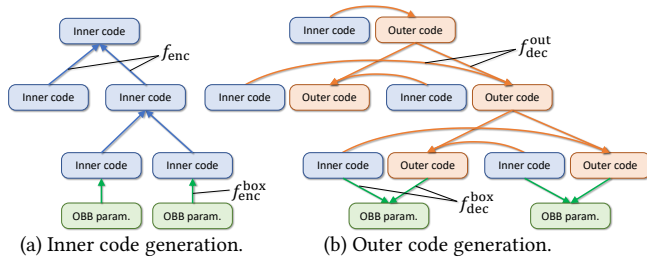 Inner code
Inner code Outer code
f_enc
f_dec^out
Inner code Inner code
Inner code Outer code Inner code Outer code
Inner code Inner code
Inner code Outer code Inner code Outer code
f_enc^box
f_dec^box
OBB param. OBB param.
OBB param. OBB param.
(a) Inner code generation.
(b) Outer code generation.